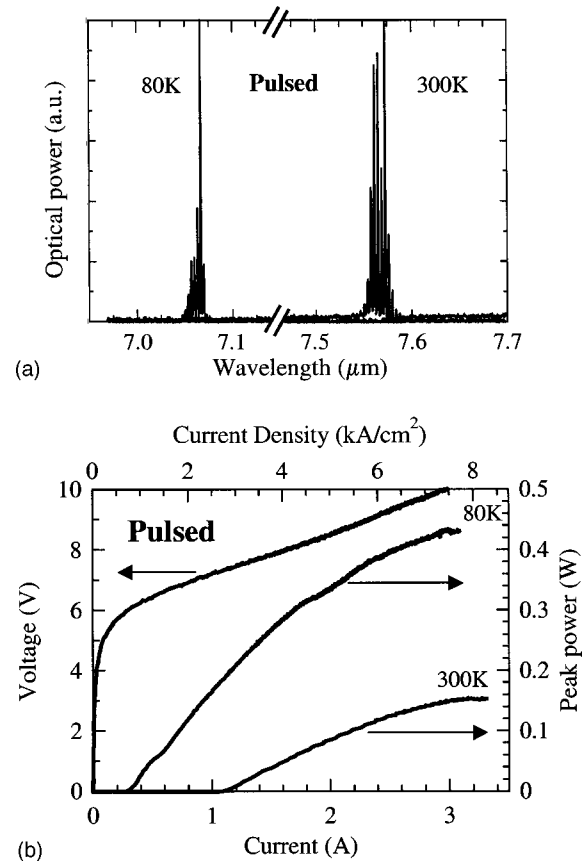 80K Pulsed 300K
Optical power (a.u.)
7.0 7.1 7.5 7.6 7.7
Wavelength (μm)
(a)
Current Density (kA/cm²)
0 2 4 6 8
10 0.5
Pulsed 80K
8 0.4
6 0.3
4 0.2
300K
2 0.1
0 0
Voltage (V)
Peak power (W)
0 1 2 3
Current (A)
(b)